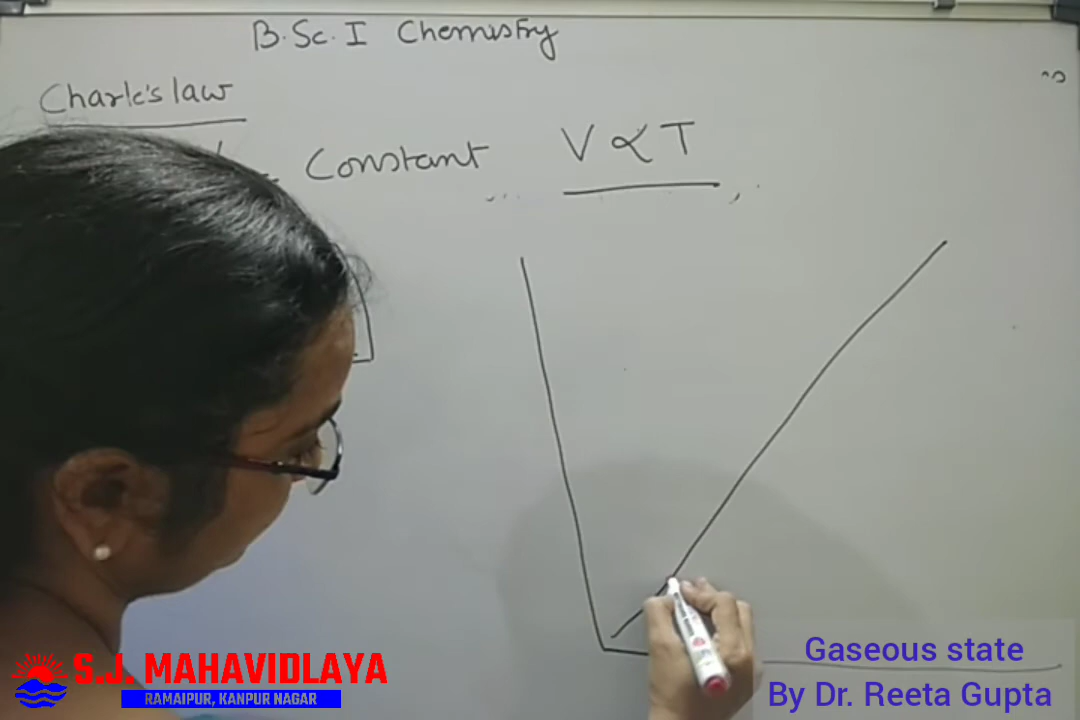 B.Sc. I Chemistry
Charle's law
Constant V ∝ T
Gaseous state
By Dr. Reeta Gupta
S.J. MAHAVIDLAYA
RAMAIPUR, KANPUR NAGAR